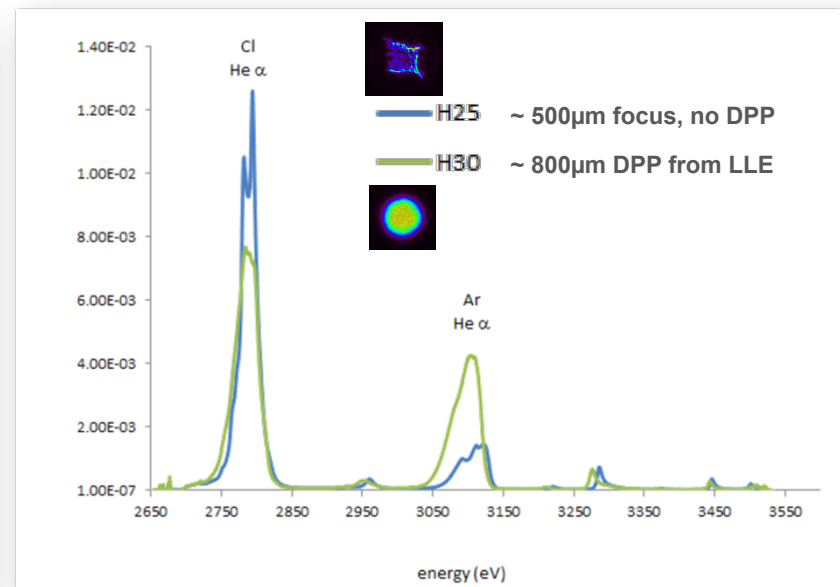 Cl
He α
1.40E-02
1.20E-02
1.00E-02
8.00E-03
6.00E-03
4.00E-03
2.00E-03
1.00E-07
H25 ~ 500µm focus, no DPP
H30 ~ 800µm DPP from LLE
Ar
He α
2650 2750 2850 2950 3050 3150 3250 3350 3450 3550
energy (eV)